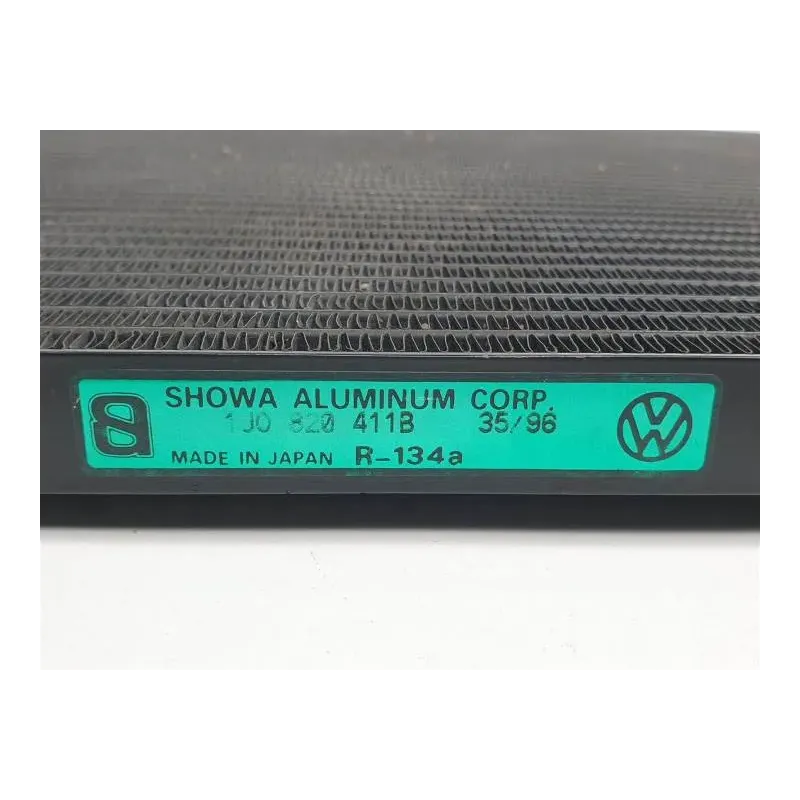 SHOWA ALUMINUM CORP.
1J0 820 411B 35/96
MADE IN JAPAN R-134a